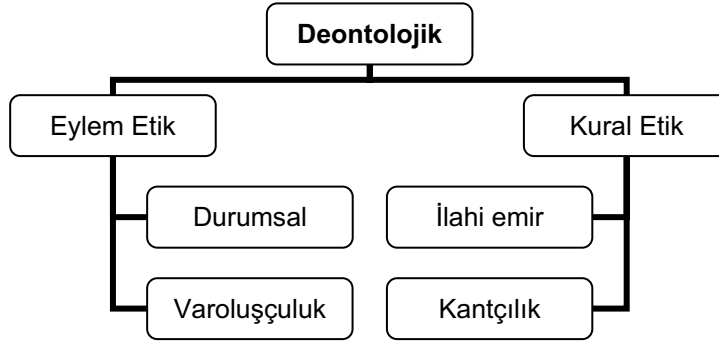 Deontolojik
Eylem Etik
Kural Etik
Durumsal
İlahi emir
Varoluşçuluk
Kantçılık